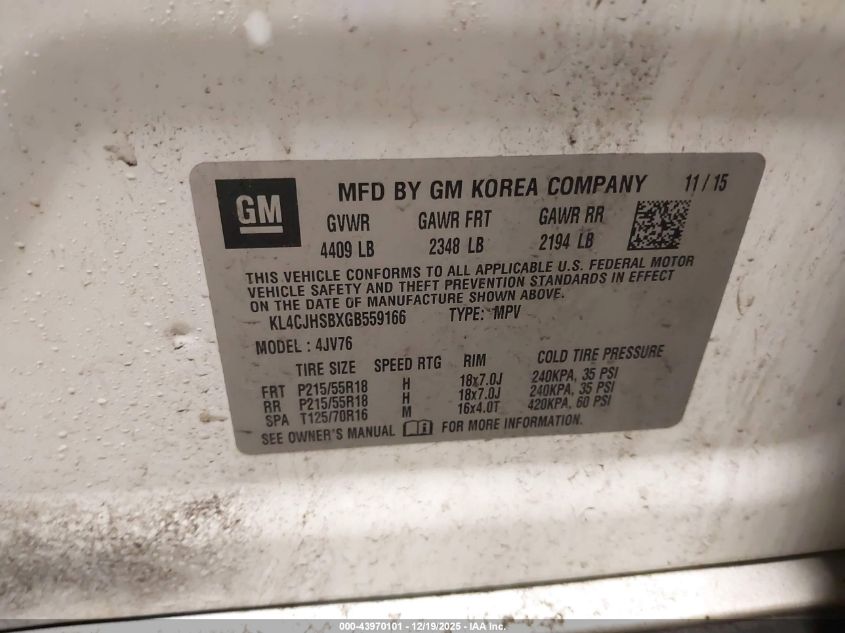 GM
MFD BY GM KOREA COMPANY 11 / 15
GVWR GAWR FRT GAWR RR
4409 LB 2348 LB 2194 LB
THIS VEHICLE CONFORMS TO ALL APPLICABLE U.S. FEDERAL MOTOR
VEHICLE SAFETY AND THEFT PREVENTION STANDARDS IN EFFECT
ON THE DATE OF MANUFACTURE SHOWN ABOVE.
KL4CJHSBXGB559166 TYPE: MPV
MODEL : 4JV76
TIRE SIZE SPEED RTG RIM COLD TIRE PRESSURE
FRT P215/55R18 H 18x7.0J 240KPA, 35 PSI
RR P215/55R18 H 18x7.0J 240KPA, 35 PSI
SPA T125/70R16 M 16x4.0T 420KPA, 60 PSI
SEE OWNER'S MANUAL FOR MORE INFORMATION.
000-43970101 - 12/19/2025 - IAA Inc.